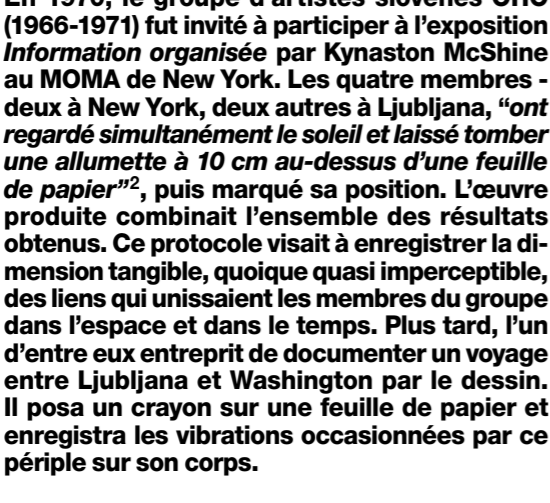 En 1970, le groupe d'artistes slovènes OHO
(1966-1971) fut invité à participer à l'exposition
Information organisée par Kynaston McShine
au MOMA de New York. Les quatre membres -
deux à New York, deux autres à Ljubljana, “ont
regardé simultanément le soleil et laissé tomber
une allumette à 10 cm au-dessus d'une feuille
de papier”2, puis marqué sa position. L'œuvre
produite combinait l'ensemble des résultats
obtenus. Ce protocole visait à enregistrer la di-
mension tangible, quoique quasi imperceptible,
des liens qui unissaient les membres du groupe
dans l'espace et dans le temps. Plus tard, l'un
d'entre eux entreprit de documenter un voyage
entre Ljubljana et Washington par le dessin.
Il posa un crayon sur une feuille de papier et
enregistra les vibrations occasionnées par ce
périple sur son corps.